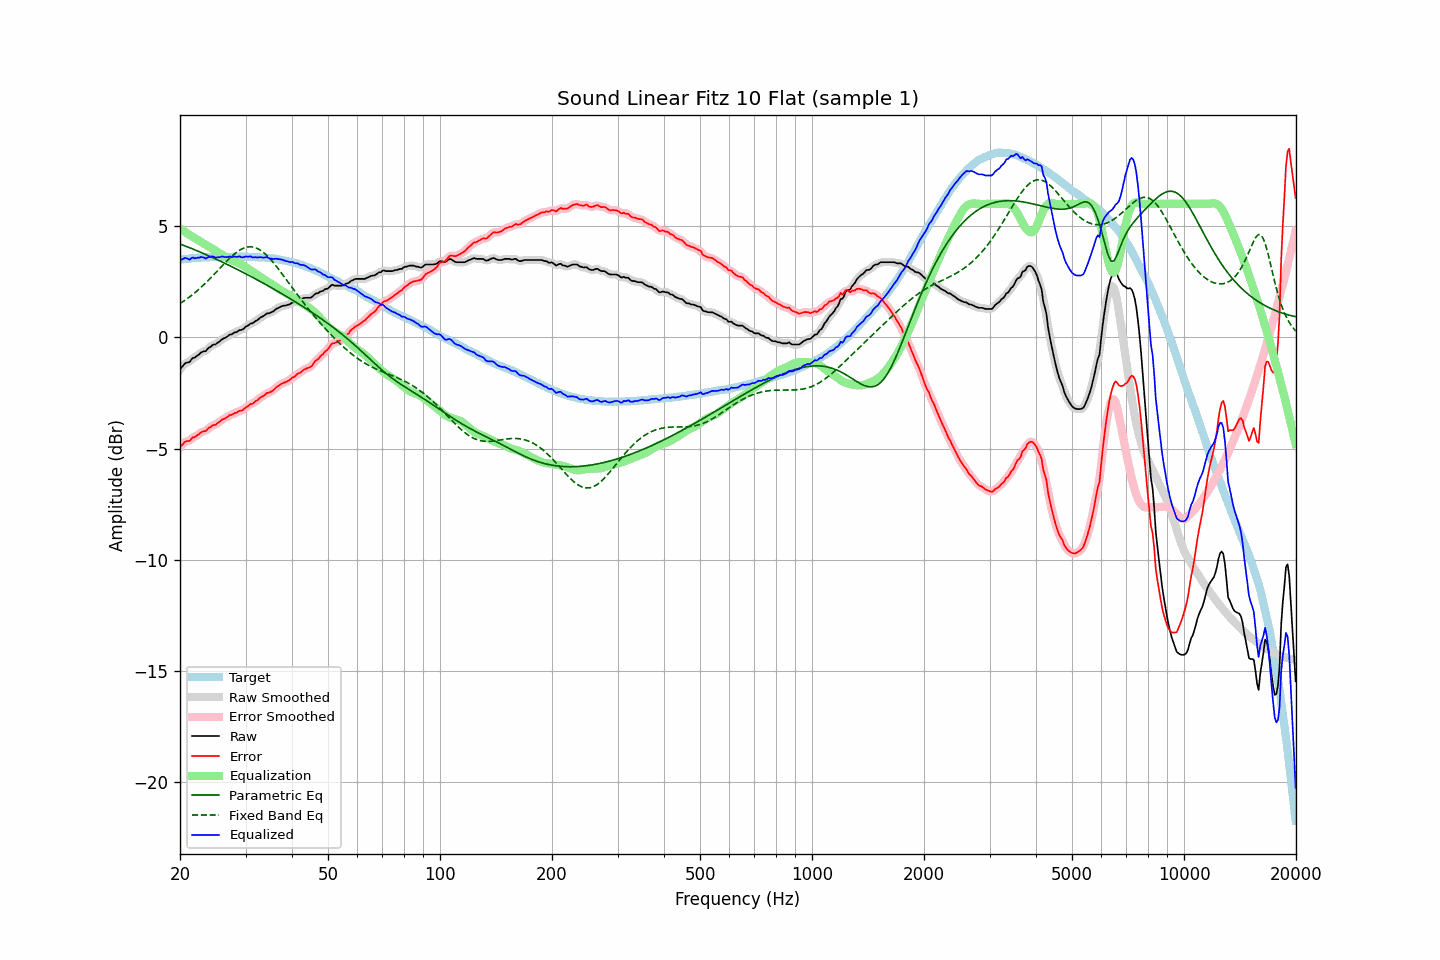 Sound Linear Fitz 10 Flat (sample 1)
5
0
−5
−10
−15
−20
Amplitude (dBr)
Target
Raw Smoothed
Error Smoothed
Raw
Error
Equalization
Parametric Eq
Fixed Band Eq
Equalized
20 50 100 200 500 1000 2000 5000 10000 20000
Frequency (Hz)